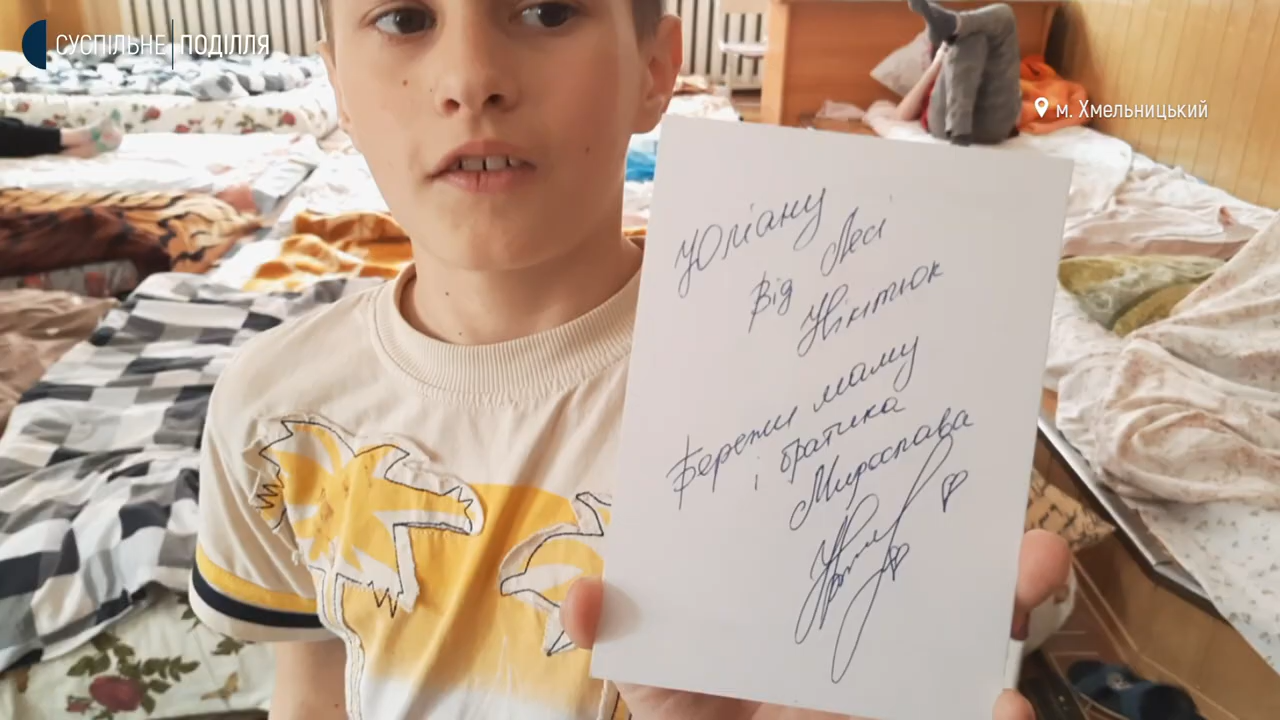 СУСПІЛЬНЕ ПОДІЛЛЯ
м. Хмельницький
Юліану
від Лесі
Нікітюк
Бережи маму
і братика
Мирослава